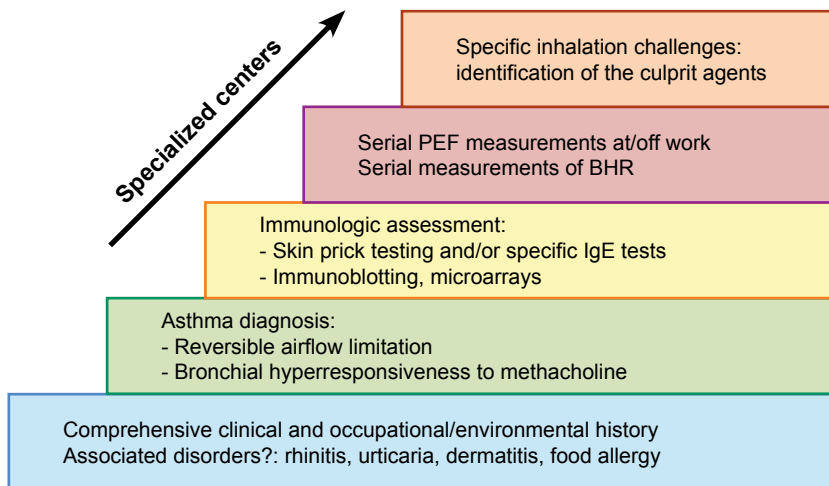 Specialized centers
Specific inhalation challenges:
identification of the culprit agents
Serial PEF measurements at/off work
Serial measurements of BHR
Immunologic assessment:
- Skin prick testing and/or specific IgE tests
- Immunoblotting, microarrays
Asthma diagnosis:
- Reversible airflow limitation
- Bronchial hyperresponsiveness to methacholine
Comprehensive clinical and occupational/environmental history
Associated disorders?: rhinitis, urticaria, dermatitis, food allergy